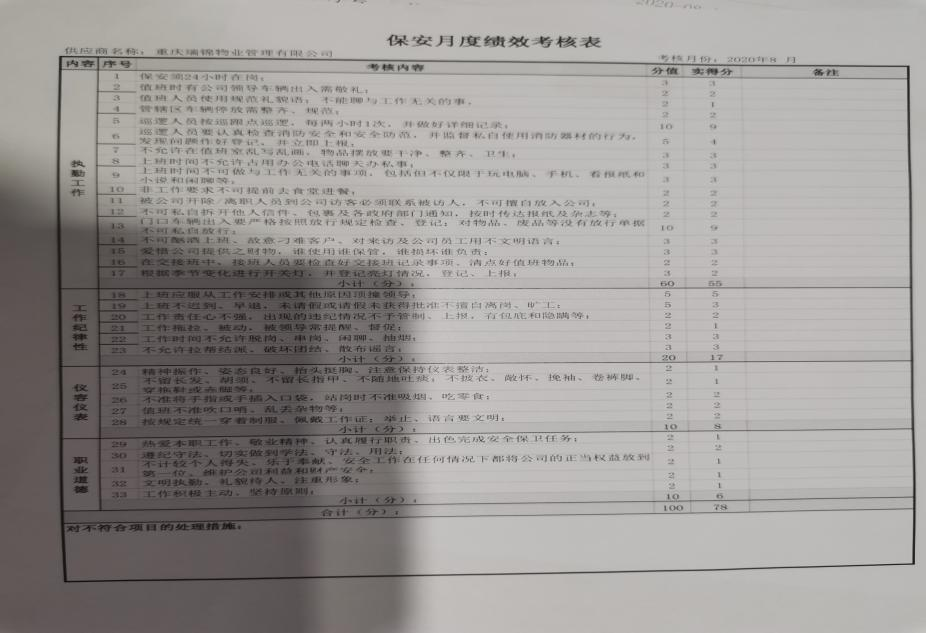 保安月度绩效考核表
供应商名称：重庆瑞锦物业管理有限公司 考核月份：2020年8 月
内容 序号 考核内容 分值 实得分 备注
执勤工作
1 保安须24小时在岗； 3 3
2 值班时有公司领导车辆出入需敬礼； 2 2
3 值班人员使用规范礼貌语；不能聊与工作无关的事， 2 1
4 管辖区车辆停放需整齐、规范； 2 2
5 巡逻人员按巡跟点巡逻，每两小时1次，并做好详细记录； 10 9
6 巡逻人员要认真检查消防安全和安全防范，并监督私自使用消防器材的行为，
发现问题作好登记，并立即上报； 5 4
7 不允许在值班室乱写乱画，物品摆放要干净、整齐、卫生； 3 3
8 上班时间不允许占用办公电话聊天办私事； 3 3
9 上班时间不可做与工作无关的事项，包括但不仅限于玩电脑、手机、看报纸和
小说和闲聊等； 3 3
10 非工作要求不可提前去食堂进餐； 2 2
11 被公司开除/离职人员到公司访客必须联系被访人，不可擅自放入公司； 2 2
12 不可私自拆开他人信件、包裹及各政府部门通知，按时传达报纸及杂志等； 2 2
13 门口车辆出入要严格按照放行规定检查、登记；对物品、废品等没有放行单据
不可私自放行； 10 9
14 不可酗酒上班、故意刁难客户、对来访及公司员工用不文明语言； 3 3
15 爱惜公司提供之财物，谁使用谁保管，谁损坏谁负责； 3 3
16 在交接班中，接班人员要检查好交接班记录事项、清点好值班物品； 2 2
17 根据季节变化进行开关灯，并登记亮灯情况，登记、上报； 3 2
小计（分）： 60 55
工作纪律性
18 上班应服从工作安排或其他原因顶撞领导； 5 5
19 上班不迟到、早退，未请假或请假未获得批准不擅自离岗、旷工； 5 3
20 工作责任心不强，出现的违纪情况不予管制、上报，有包庇和隐瞒等； 2 2
21 工作拖拉、被动，被领导常提醒、督促； 2 1
22 工作时间不允许脱岗、串岗、闲聊、抽烟； 3 3
23 不允许拉帮结派、破坏团结、散布谣言； 3 3
小计（分）： 20 17
仪容仪表
24 精神振作、姿态良好、抬头挺胸、注意保持仪表整洁； 2 1
25 不留长发、胡须、不留长指甲、不随地吐痰；不披衣、敞怀、挽袖、卷裤脚、
穿拖鞋或赤脚等； 2 1
26 不准将手指或手插入口袋，站岗时不准吸烟、吃零食； 2 2
27 值班不准吹口哨、乱丢杂物等； 2 2
28 按规定统一穿着制服、佩戴工作证；举止、语言要文明； 2 2
小计（分）： 10 8
职业道德
29 热爱本职工作、敬业精神、认真履行职责、出色完成安全保卫任务； 2 1
30 遵纪守法、切实做到学法、守法、用法； 2 2
31 不计较个人得失、乐于奉献、安全工作在任何情况下都将公司的正当权益放到
第一位、维护公司利益和财产安全； 2 1
32 文明执勤、礼貌待人、注重形象； 2 1
33 工作积极主动，坚持原则； 2 1
小计（分）： 10 6
合计（分）： 100 78
对不符合项目的处理措施：